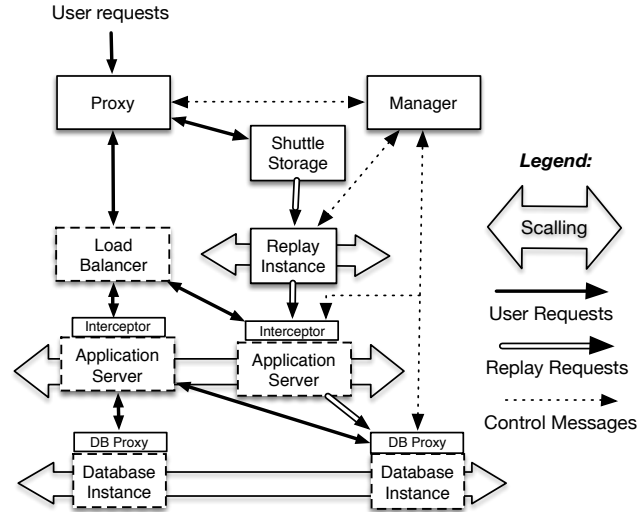 User requests
Proxy
Manager
Shuttle
Storage
Legend:
Scalling
Load
Balancer
Replay
Instance
User Requests
Interceptor
Interceptor
Application
Server
Application
Server
Replay Requests
Control Messages
DB Proxy
DB Proxy
Database
Instance
Database
Instance